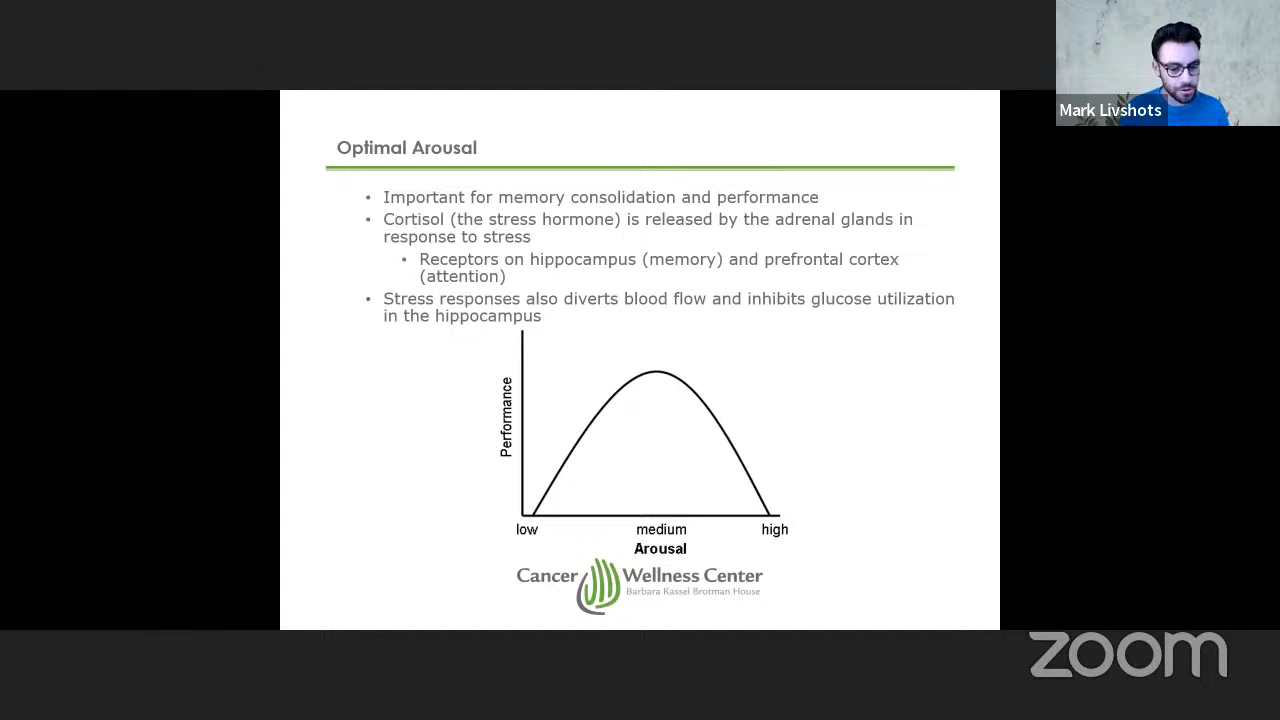 Mark Livshots
Optimal Arousal
• Important for memory consolidation and performance
• Cortisol (the stress hormone) is released by the adrenal glands in
response to stress
• Receptors on hippocampus (memory) and prefrontal cortex
(attention)
• Stress responses also diverts blood flow and inhibits glucose utilization
in the hippocampus
Performance
low medium high
Arousal
Cancer Wellness Center
Barbara Kassel Brotman House
zoom